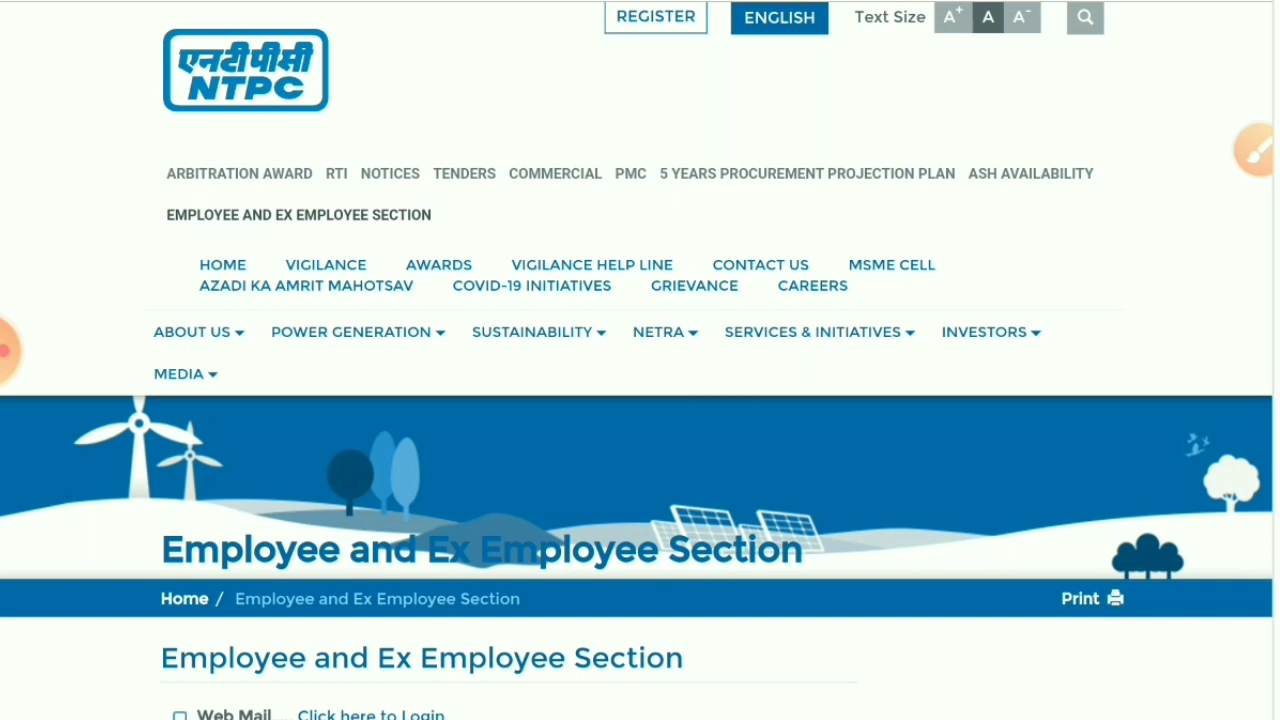 REGISTER ENGLISH Text Size A+ A A-
एनटीपीसी
NTPC
ARBITRATION AWARD RTI NOTICES TENDERS COMMERCIAL PMC 5 YEARS PROCUREMENT PROJECTION PLAN ASH AVAILABILITY
EMPLOYEE AND EX EMPLOYEE SECTION
HOME VIGILANCE AWARDS VIGILANCE HELP LINE CONTACT US MSME CELL
AZADI KA AMRIT MAHOTSAV COVID-19 INITIATIVES GRIEVANCE CAREERS
ABOUT US POWER GENERATION SUSTAINABILITY NETRA SERVICES & INITIATIVES INVESTORS
MEDIA
Employee and Ex Employee Section
Home / Employee and Ex Employee Section Print
Employee and Ex Employee Section
Web Mail..... Click here to Login